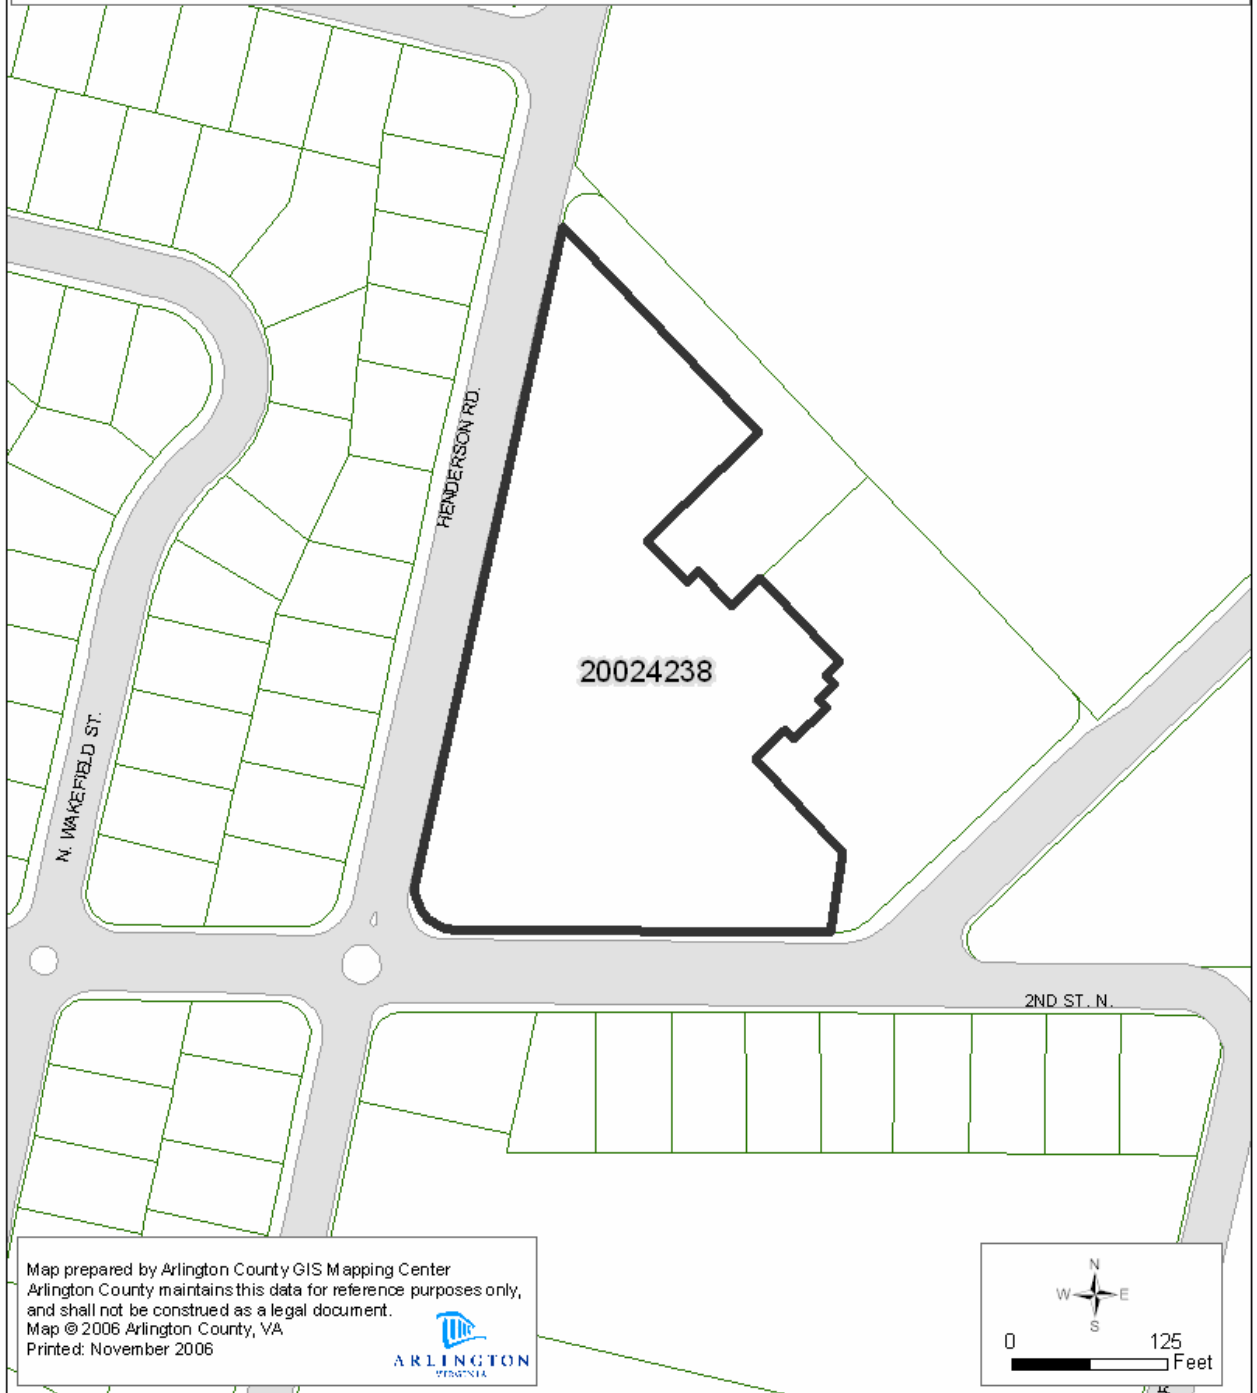 HENDERSON RD.
20024238
N. WAKEFIELD ST.
2ND ST. N.
Map prepared by Arlington County GIS Mapping Center
Arlington County maintains this data for reference purposes only,
and shall not be construed as a legal document.
Map © 2006 Arlington County, VA
Printed: November 2006
ARLINGTON
VIRGINIA
N
W E
S
0 125
Feet